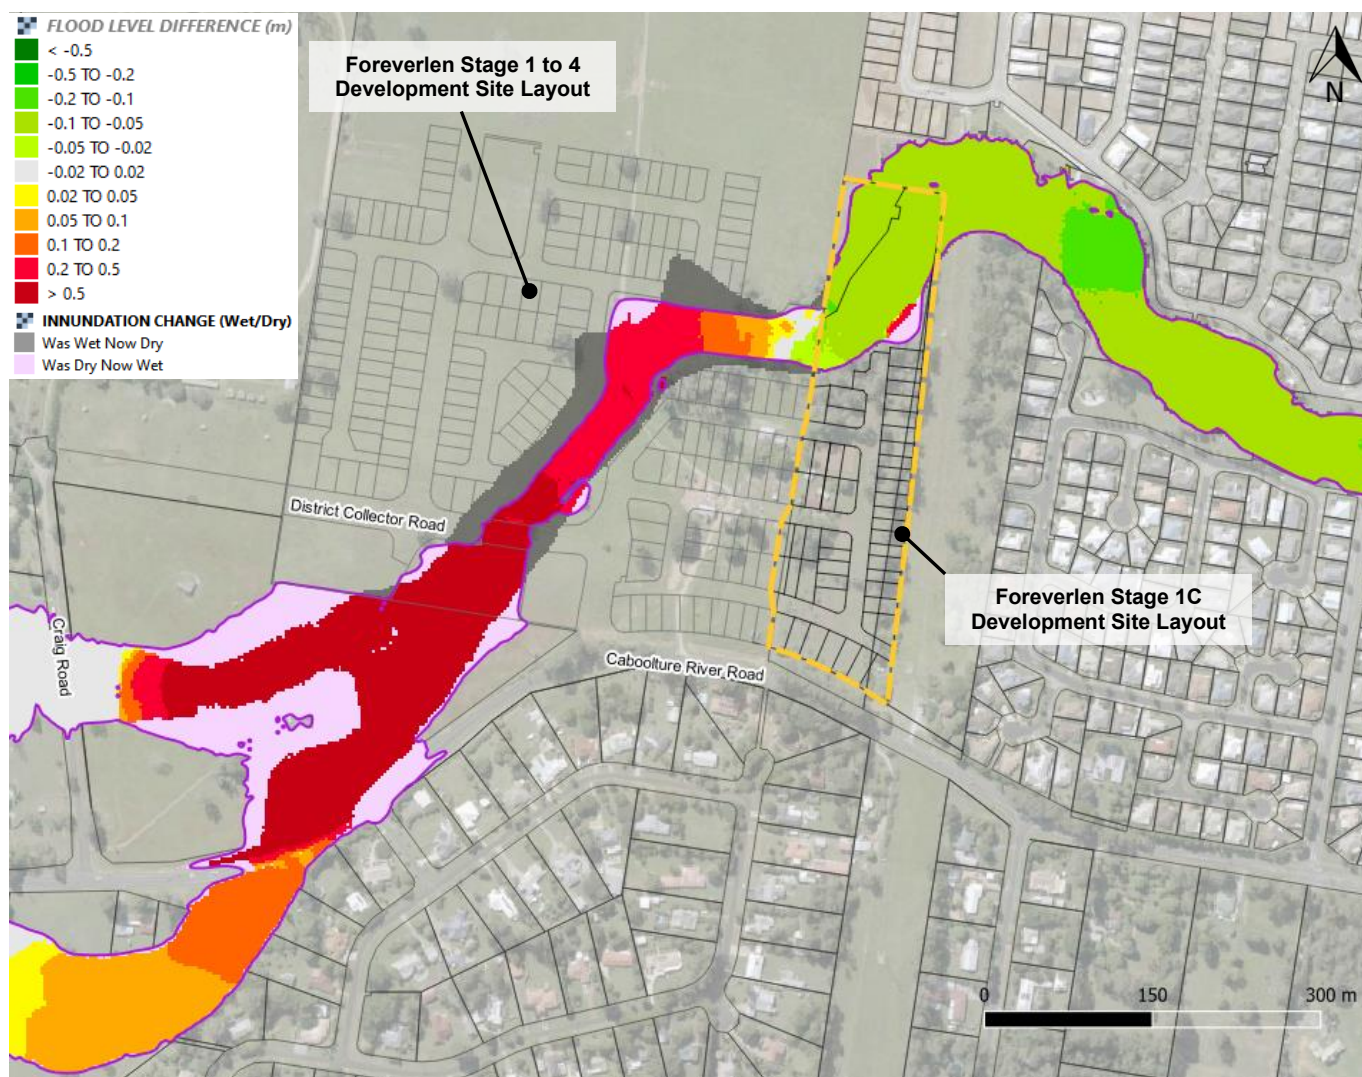 FLOOD LEVEL DIFFERENCE (m)
< -0.5
-0.5 TO -0.2
-0.2 TO -0.1
-0.1 TO -0.05
-0.05 TO -0.02
-0.02 TO 0.02
0.02 TO 0.05
0.05 TO 0.1
0.1 TO 0.2
0.2 TO 0.5
> 0.5
INNUNDATION CHANGE (Wet/Dry)
Was Wet Now Dry
Was Dry Now Wet
Foreverlen Stage 1 to 4
Development Site Layout
N
District Collector Road
Craig Road
Caboolture River Road
Foreverlen Stage 1C
Development Site Layout
0 150 300 m